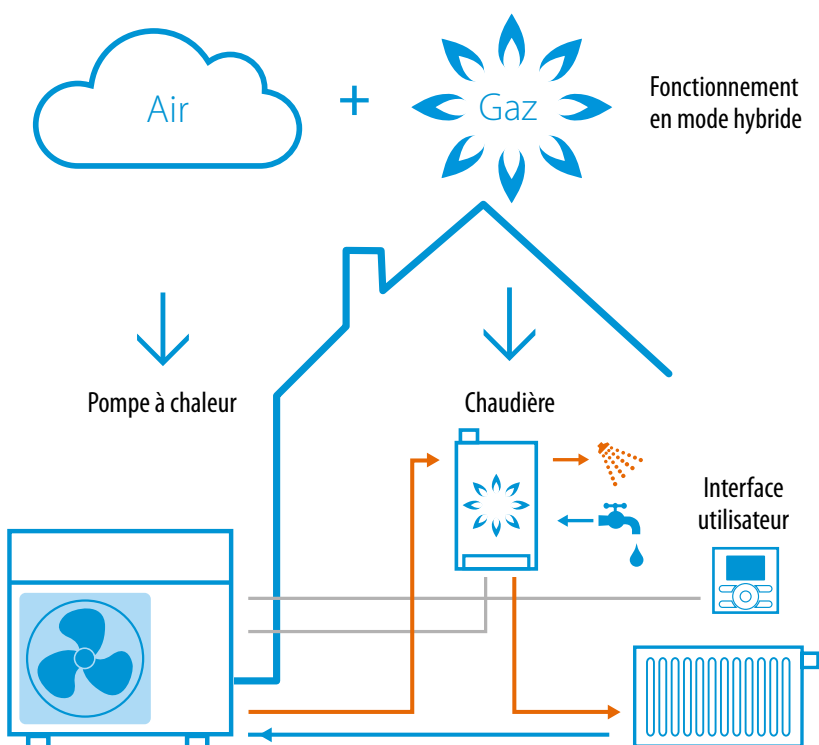 Air
+
Gaz
Fonctionnement
en mode hybride
Pompe à chaleur
Chaudière
Interface
utilisateur